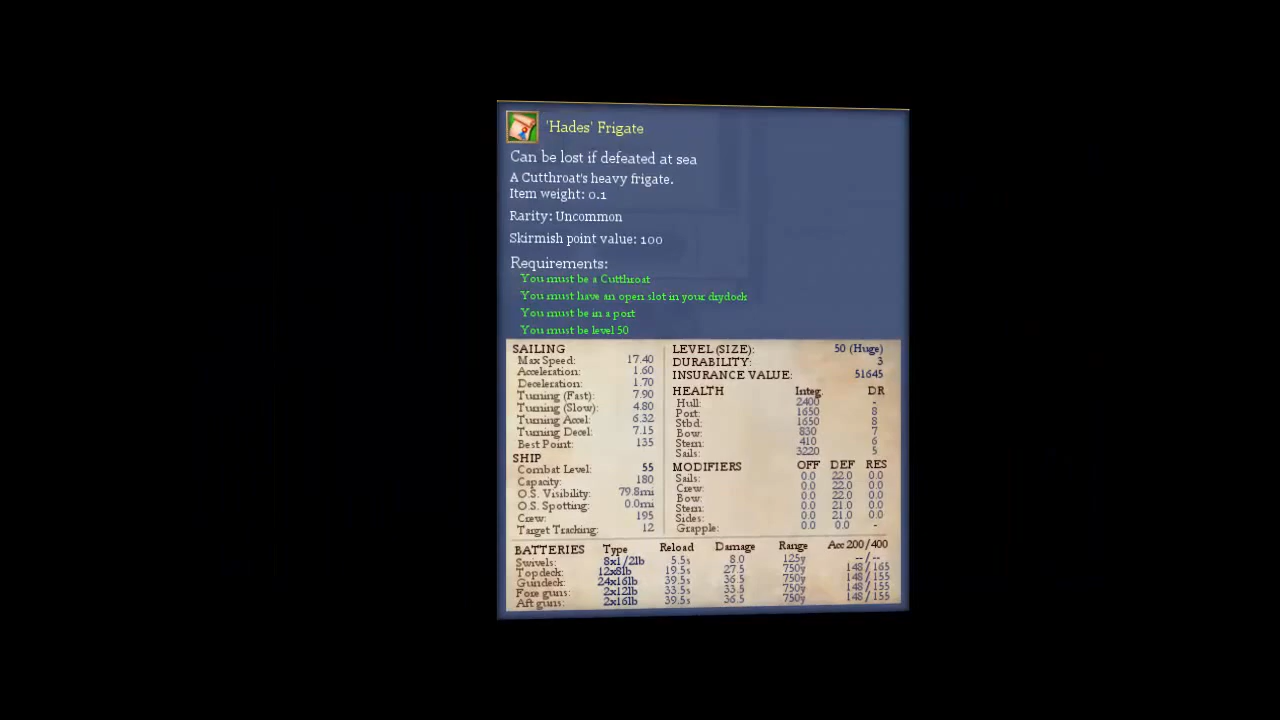 'Hades' Frigate
Can be lost if defeated at sea
A Cutthroat's heavy frigate.
Item weight: 0.1
Rarity: Uncommon
Skirmish point value: 100
Requirements:
You must be a Cutthroat
You must have an open slot in your drydock
You must be in a port
You must be level 50
SAILING
Max Speed: 17.40
Acceleration: 1.60
Deceleration: 1.70
Turning (Fast): 7.90
Turning (Slow): 4.80
Turning Accel: 6.32
Turning Decel: 7.15
Best Point: 135
SHIP
Combat Level: 55
Capacity: 180
O.S. Visibility: 79.8mi
O.S. Spotting: 0.0mi
Crew: 195
Target Tracking: 12
LEVEL (SIZE): 50 (Huge)
DURABILITY: 3
INSURANCE VALUE: 51645
HEALTH Integ. DR
Hull: 2400 -
Port: 1650 8
Stbd: 1650 8
Bow: 830 7
Stern: 410 6
Sails: 3220 5
MODIFIERS OFF DEF RES
Sails: 0.0 22.0 0.0
Crew: 0.0 22.0 0.0
Bow: 0.0 22.0 0.0
Stern: 0.0 21.0 0.0
Sides: 0.0 21.0 0.0
Grapple: 0.0 0.0 -
BATTERIES Type Reload Damage Range Acc 200/400
Swivels: 8x1/2lb 5.5s 8.0 125y --/--
Topdeck: 12x8lb 19.5s 27.5 750y 148/165
Gundeck: 24x16lb 39.5s 36.5 750y 148/155
Fore guns: 2x12lb 33.5s 33.5 750y 148/155
Aft guns: 2x16lb 39.5s 36.5 750y 148/155